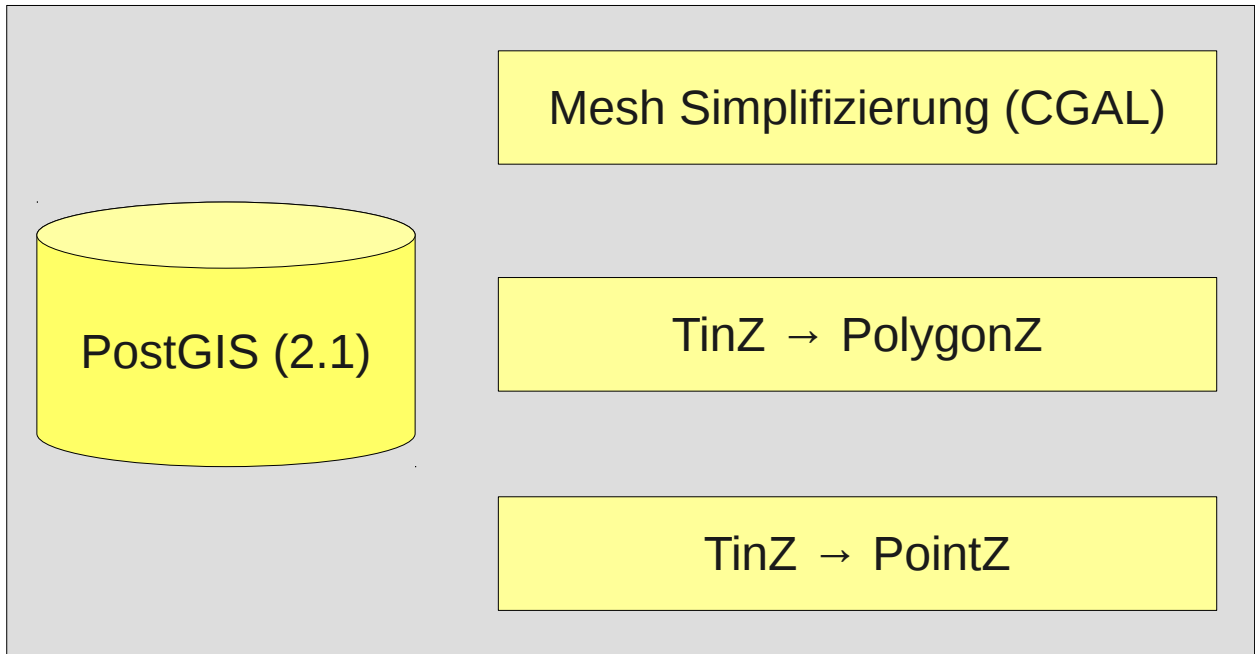 Mesh Simplifizierung (CGAL)
PostGIS (2.1)
TinZ → PolygonZ
TinZ → PointZ